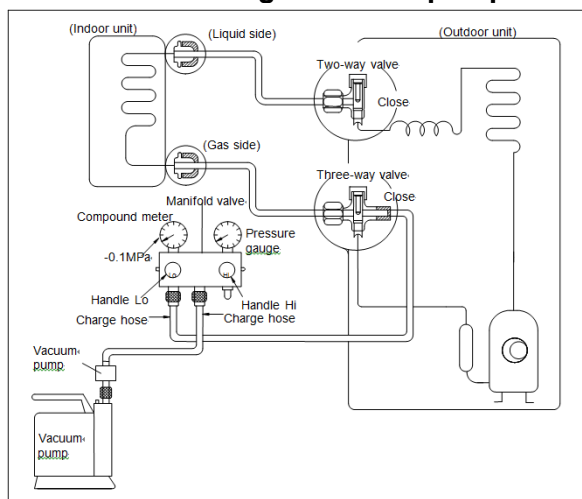 (Indoor unit)
(Liquid side)
(Outdoor unit)
Two-way valve
Close
(Gas side)
Three-way valve
Close
Manifold valve
Compound meter
Pressure
gauge
-0.1MPa
LO
HI
Handle Lo
Handle Hi
Charge hose
Charge hose
Vacuum
pump
Vacuum
pump